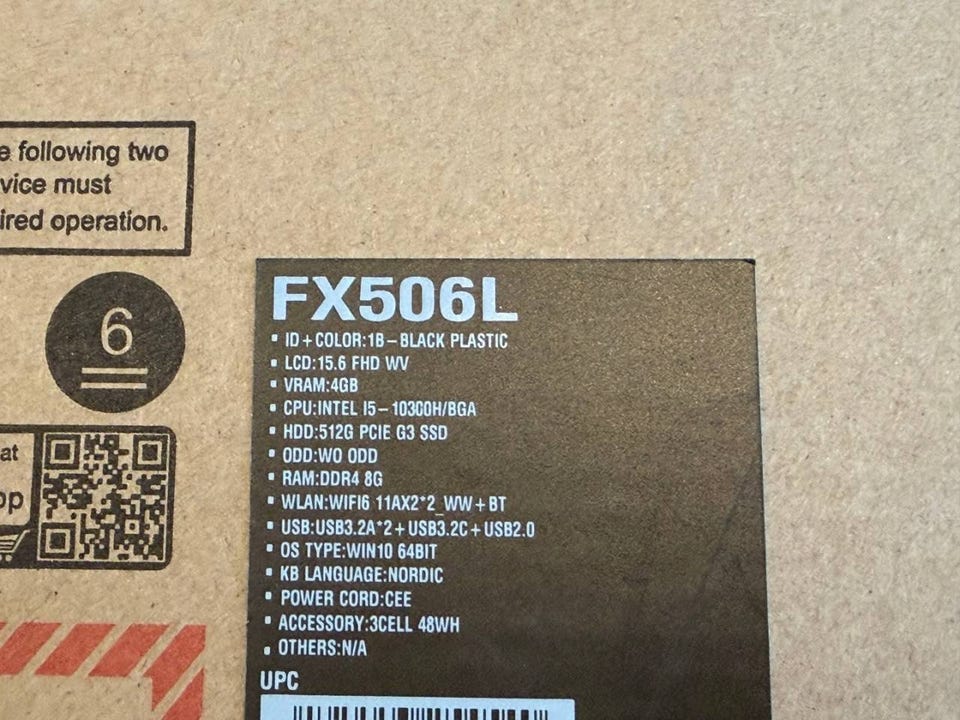 e following two
vice must
ired operation.
6
at
pp
FX506L
▪ ID+COLOR:1B-BLACK PLASTIC
▪ LCD:15.6 FHD WV
▪ VRAM:4GB
▪ CPU:INTEL I5-10300H/BGA
▪ HDD:512G PCIE G3 SSD
▪ ODD:WO ODD
▪ RAM:DDR4 8G
▪ WLAN:WIFI6 11AX2*2_WW+BT
▪ USB:USB3.2A*2+USB3.2C+USB2.0
▪ OS TYPE:WIN10 64BIT
▪ KB LANGUAGE:NORDIC
▪ POWER CORD:CEE
▪ ACCESSORY:3CELL 48WH
▪ OTHERS:N/A
UPC